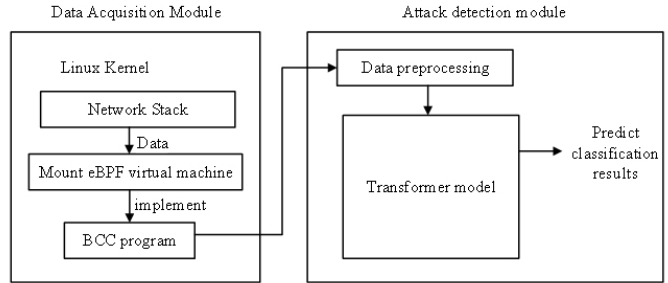 Data Acquisition Module
Linux Kernel
Network Stack
Data
Mount eBPF virtual machine
implement
BCC program
Attack detection module
Data preprocessing
Transformer model
Predict
classification
results